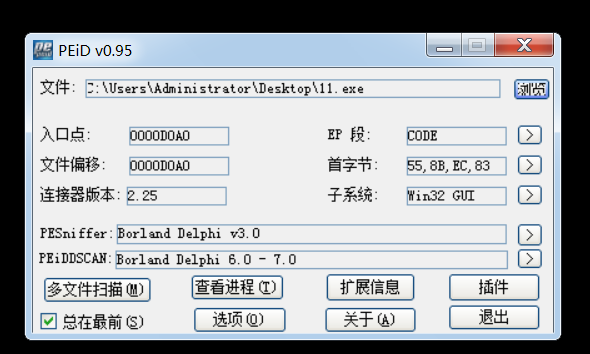 PEiD v0.95
文件: C:\Users\Administrator\Desktop\11.exe 浏览
入口点: 0000D0A0 EP 段: CODE >
文件偏移: 0000D0A0 首字节: 55,8B,EC,83 >
连接器版本: 2.25 子系统: Win32 GUI >
PESniffer: Borland Delphi v3.0 >
PEiDDSCAN: Borland Delphi 6.0 - 7.0 >
多文件扫描(M) 查看进程(T) 扩展信息 插件
总在最前(S) 选项(O) 关于(A) 退出